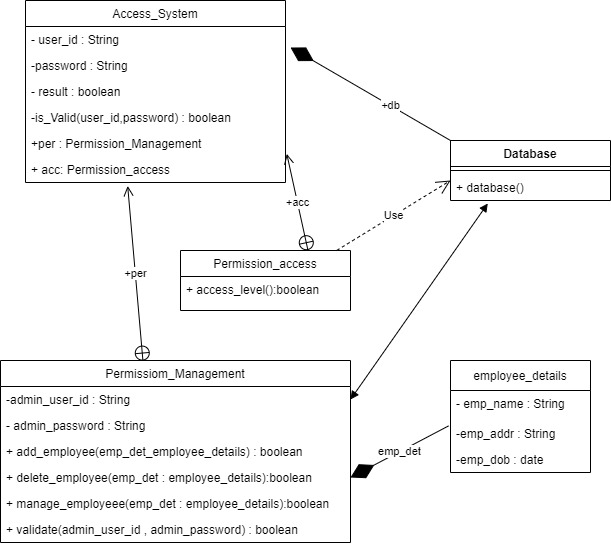 Access_System
- user_id : String
-password : String
- result : boolean
-is_Valid(user_id,password) : boolean
+per : Permission_Management
+ acc: Permission_access
+db
Database
+ database()
+acc
Use
Permission_access
+ access_level():boolean
+per
Permissiom_Management
-admin_user_id : String
- admin_password : String
+ add_employee(emp_det_employee_details) : boolean
+ delete_employee(emp_det : employee_details):boolean
+ manage_employeee(emp_det : employee_details):boolean
+ validate(admin_user_id , admin_password) : boolean
emp_det
employee_details
- emp_name : String
-emp_addr : String
-emp_dob : date